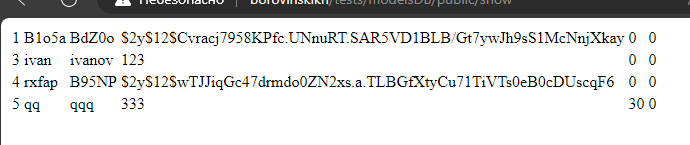 borovinskikh/tests/modelsDB/public/show
1 B1o5a BdZ0o $2y$12$Cvracj7958KPfc.UNnuRT.SAR5VD1BLB/Gt7ywJh9sS1McNnjXkay 0 0
3 ivan ivanov 123 0 0
4 rxfap B95NP $2y$12$wTJJiqGc47drmdo0ZN2xs.a.TLBGfXtyCu71TiVTs0eB0cDUscqF6 0 0
5 qq qqq 333 30 0